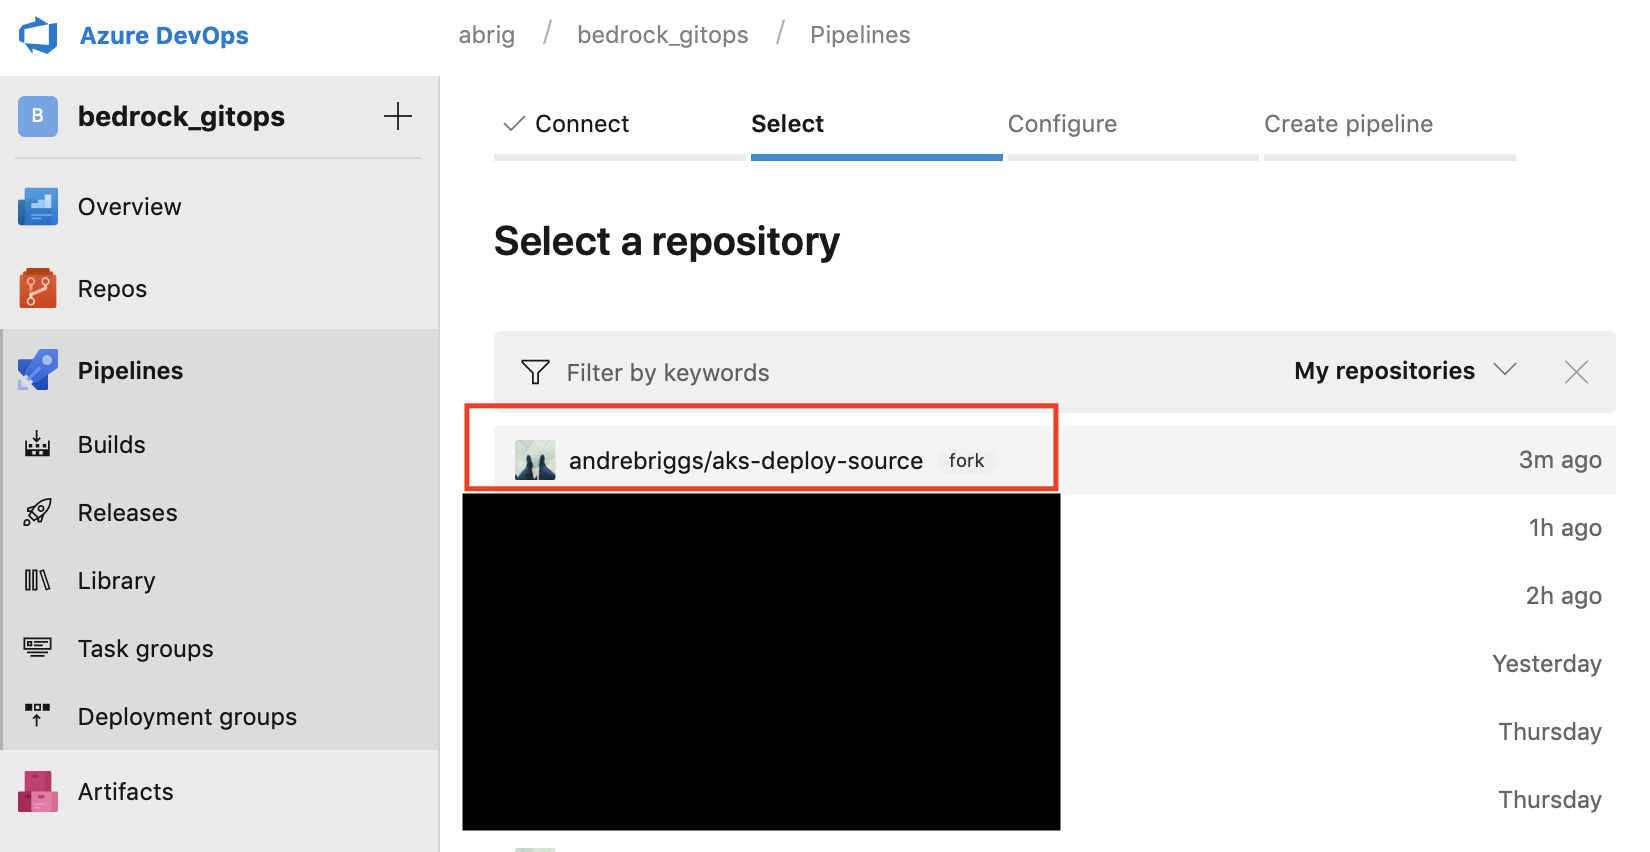 Azure DevOps
abrig / bedrock_gitops / Pipelines
B bedrock_gitops
Overview
Repos
Pipelines
Builds
Releases
Library
Task groups
Deployment groups
Artifacts
Connect Select Configure Create pipeline
Select a repository
Filter by keywords My repositories
andrebriggs/aks-deploy-source fork 3m ago
1h ago
2h ago
Yesterday
Thursday
Thursday